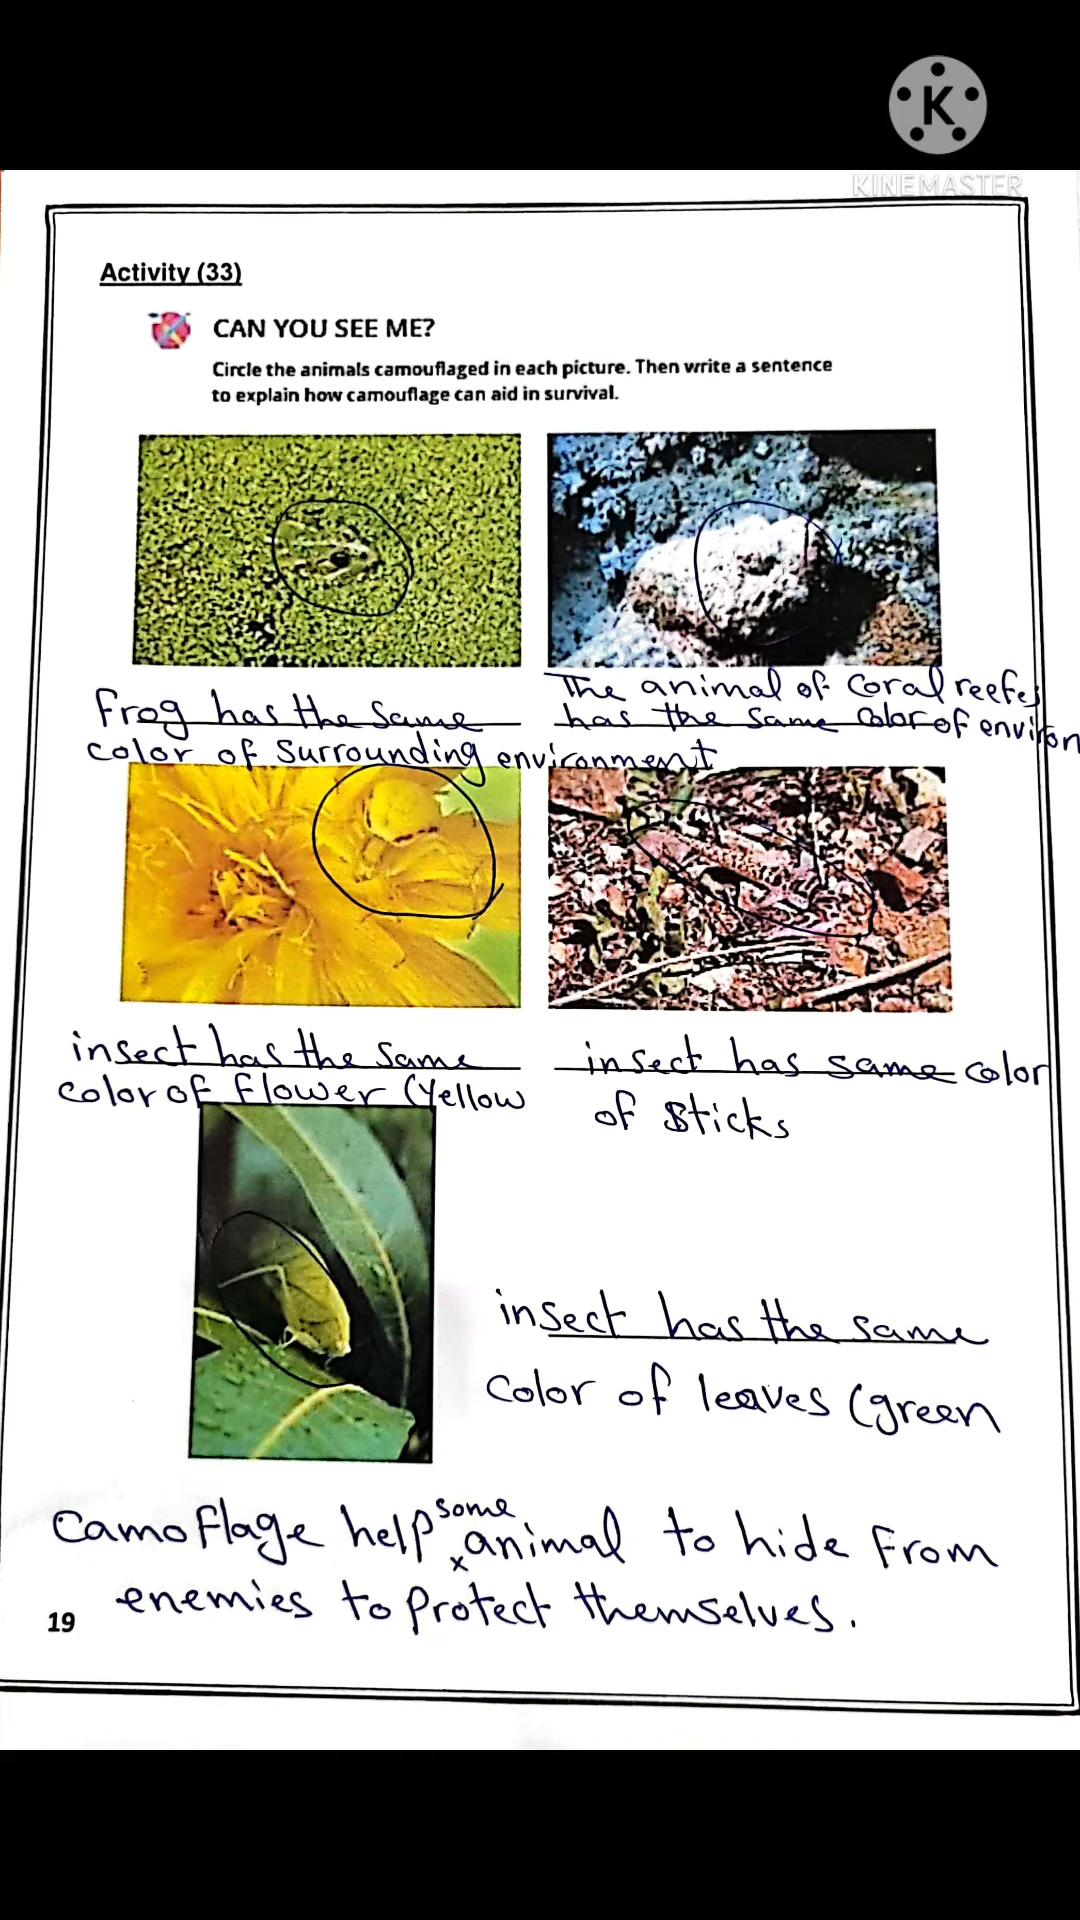 K
KINEMASTER
Activity (33)
CAN YOU SEE ME?
Circle the animals camouflaged in each picture. Then write a sentence
to explain how camouflage can aid in survival.
Frog has the same
color of surrounding environment
The animal of coral reefes
has the same color of environ
insect has the same
color of flower (Yellow
insect has same color
of sticks
insect has the same
color of leaves (green
Camoflage help some animal to hide from
enemies to protect themselves.
19